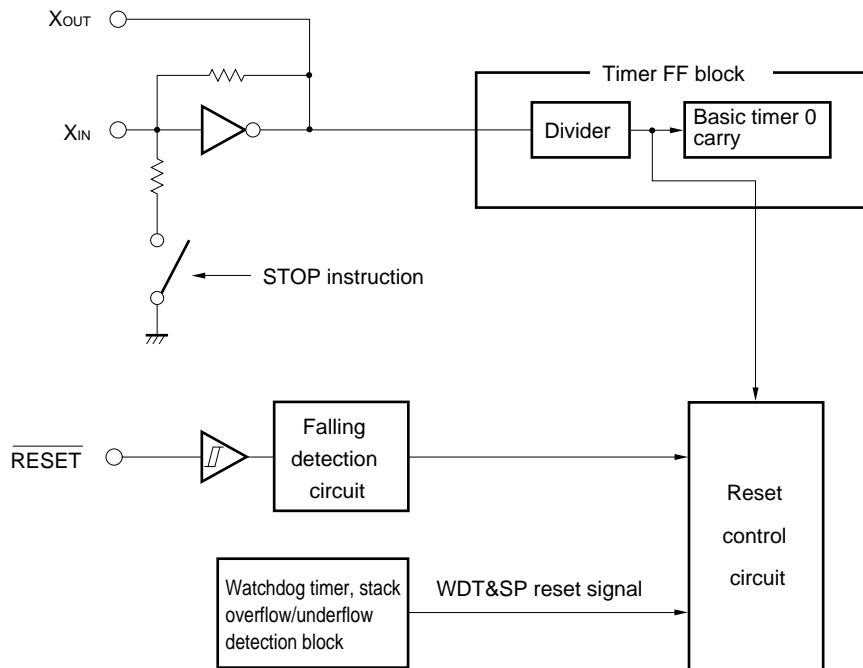 XOUT
Timer FF block
XIN
Divider
Basic timer 0
carry
STOP instruction
RESET
Falling
detection
circuit
Reset
control
circuit
Watchdog timer, stack
overflow/underflow
detection block
WDT&SP reset signal